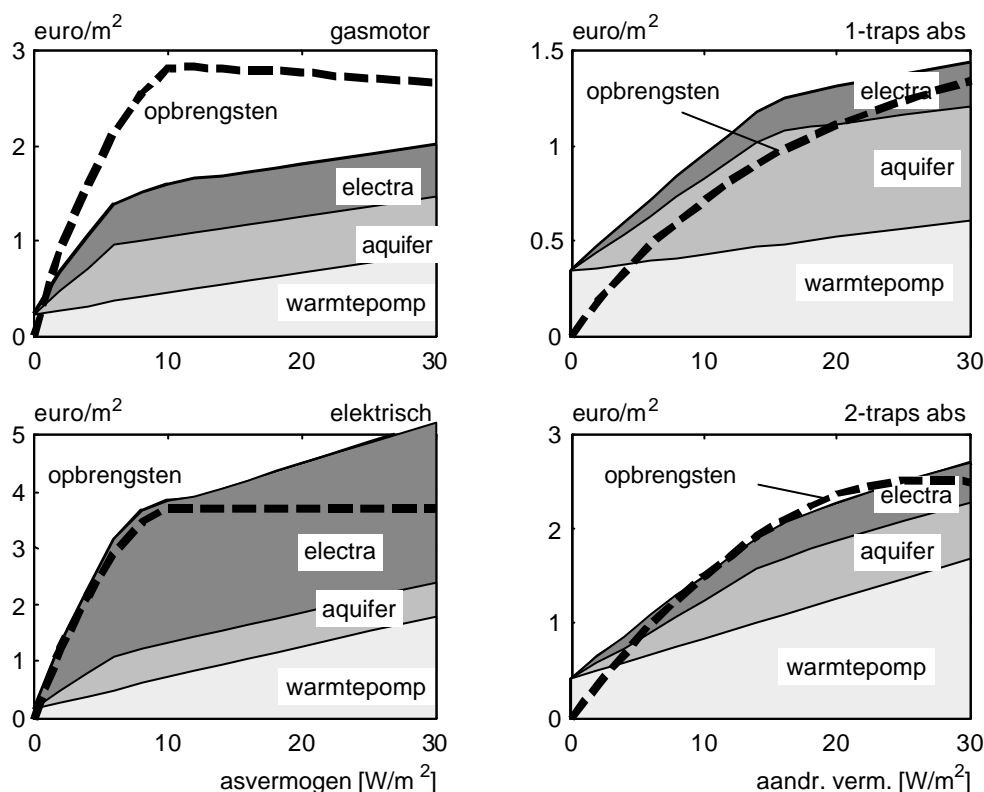 euro/m2 gasmotor
3
2
1
0
0 10 20 30
opbrengsten
electra
aquifer
warmtepomp
euro/m2 1-traps abs
1.5
1
0.5
0
0 10 20 30
opbrengsten
electra
aquifer
warmtepomp
euro/m2 elektrisch
5
4
3
2
1
0
0 10 20 30
opbrengsten
electra
aquifer
warmtepomp
asvermogen [W/m2]
euro/m2 2-traps abs
3
2
1
0
0 10 20 30
opbrengsten
electra
aquifer
warmtepomp
aandr. verm. [W/m2]